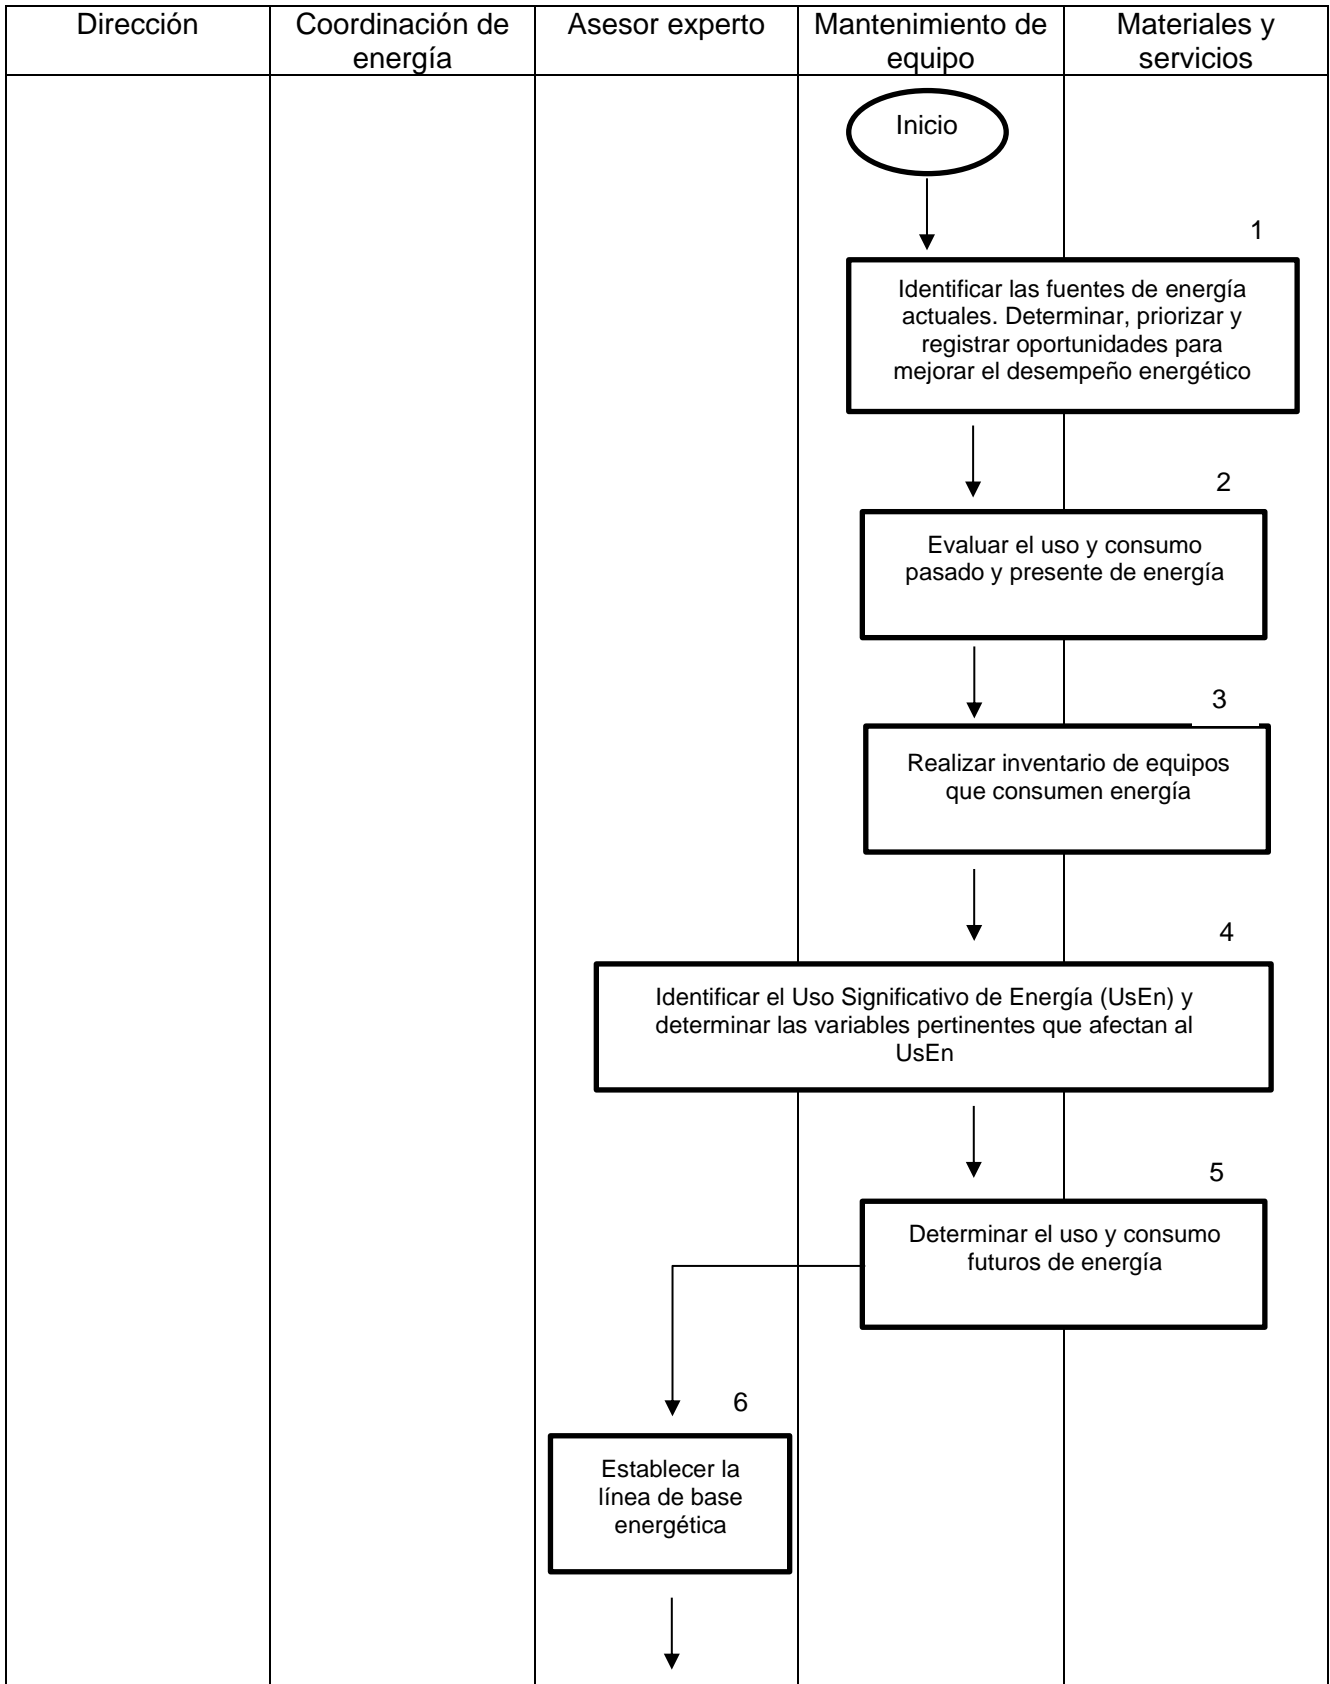 Dirección
Coordinación de
energía
Asesor experto
Mantenimiento de
equipo
Materiales y
servicios
Inicio
1
Identificar las fuentes de energía
actuales. Determinar, priorizar y
registrar oportunidades para
mejorar el desempeño energético
2
Evaluar el uso y consumo
pasado y presente de energía
3
Realizar inventario de equipos
que consumen energía
4
Identificar el Uso Significativo de Energía (UsEn) y
determinar las variables pertinentes que afectan al
UsEn
5
Determinar el uso y consumo
futuros de energía
6
Establecer la
línea de base
energética